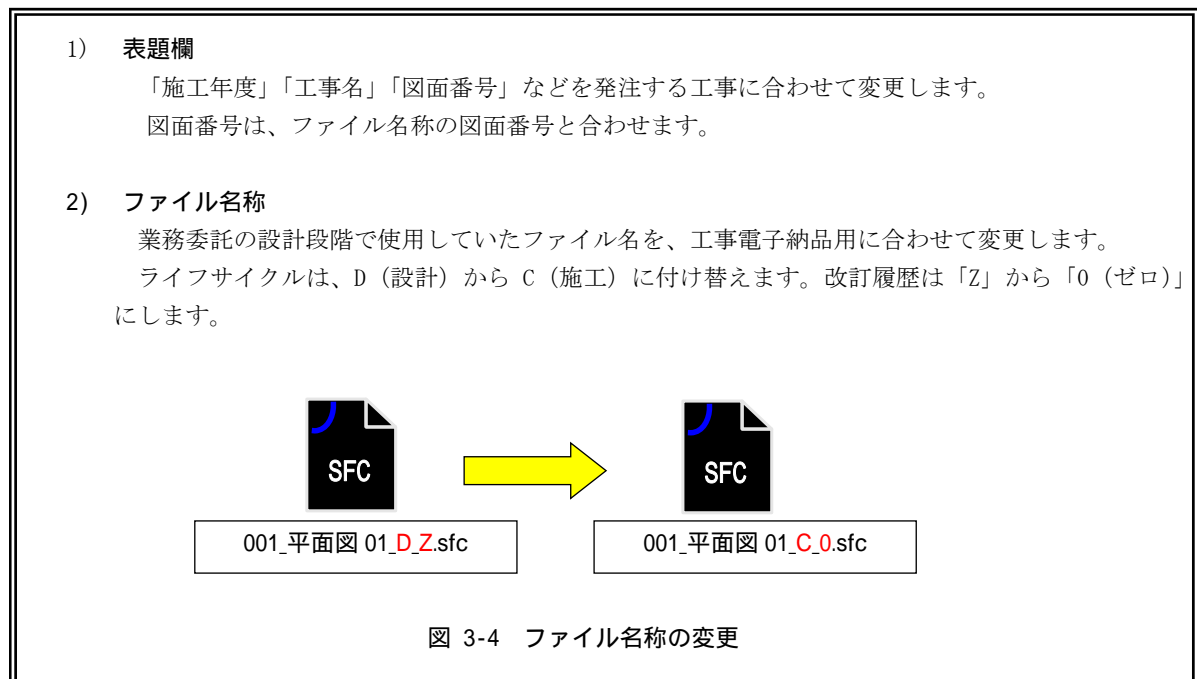 1) 表題欄
「施工年度」「工事名」「図面番号」などを発注する工事に合わせて変更します。
図面番号は、ファイル名称の図面番号と合わせます。
2) ファイル名称
業務委託の設計段階で使用していたファイル名を、工事電子納品用に合わせて変更します。
ライフサイクルは、D（設計）から C（施工）に付け替えます。改訂履歴は「Z」から「0（ゼロ）」
にします。
SFC
SFC
001_平面図 01_D_Z.sfc
001_平面図 01_C_0.sfc
図 3-4 ファイル名称の変更